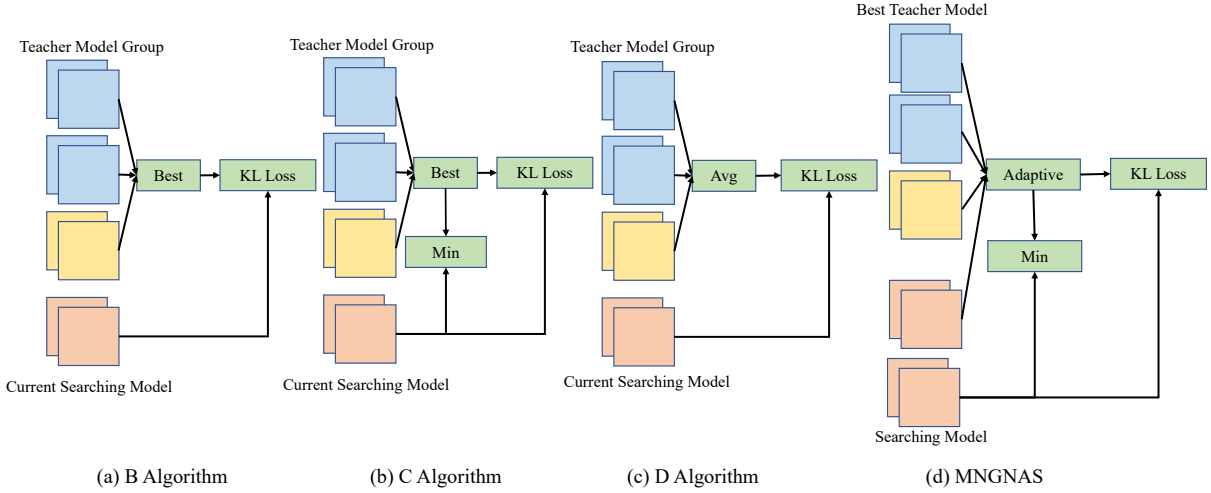 Teacher Model Group
Best
KL Loss
Current Searching Model
(a) B Algorithm
Teacher Model Group
Best
KL Loss
Min
Current Searching Model
(b) C Algorithm
Teacher Model Group
Avg
KL Loss
Current Searching Model
(c) D Algorithm
Best Teacher Model
Adaptive
KL Loss
Min
Searching Model
(d) MNGNAS